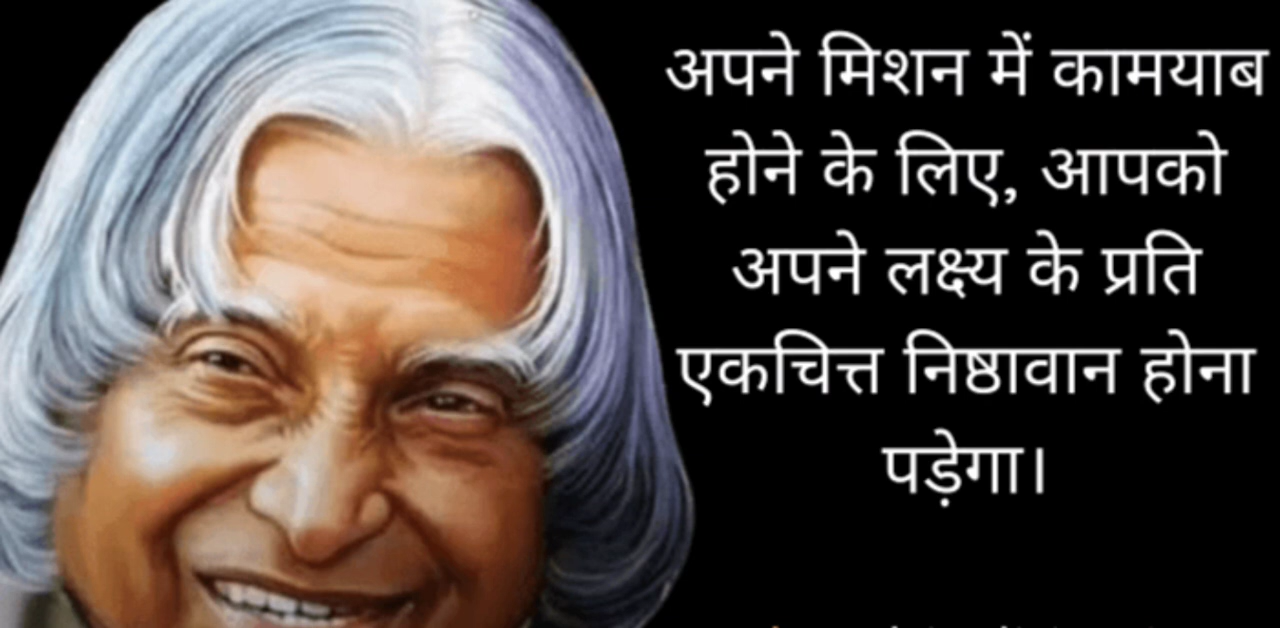 अपने मिशन में कामयाब
होने के लिए, आपको
अपने लक्ष्य के प्रति
एकचित्त निष्ठावान होना
पड़ेगा।